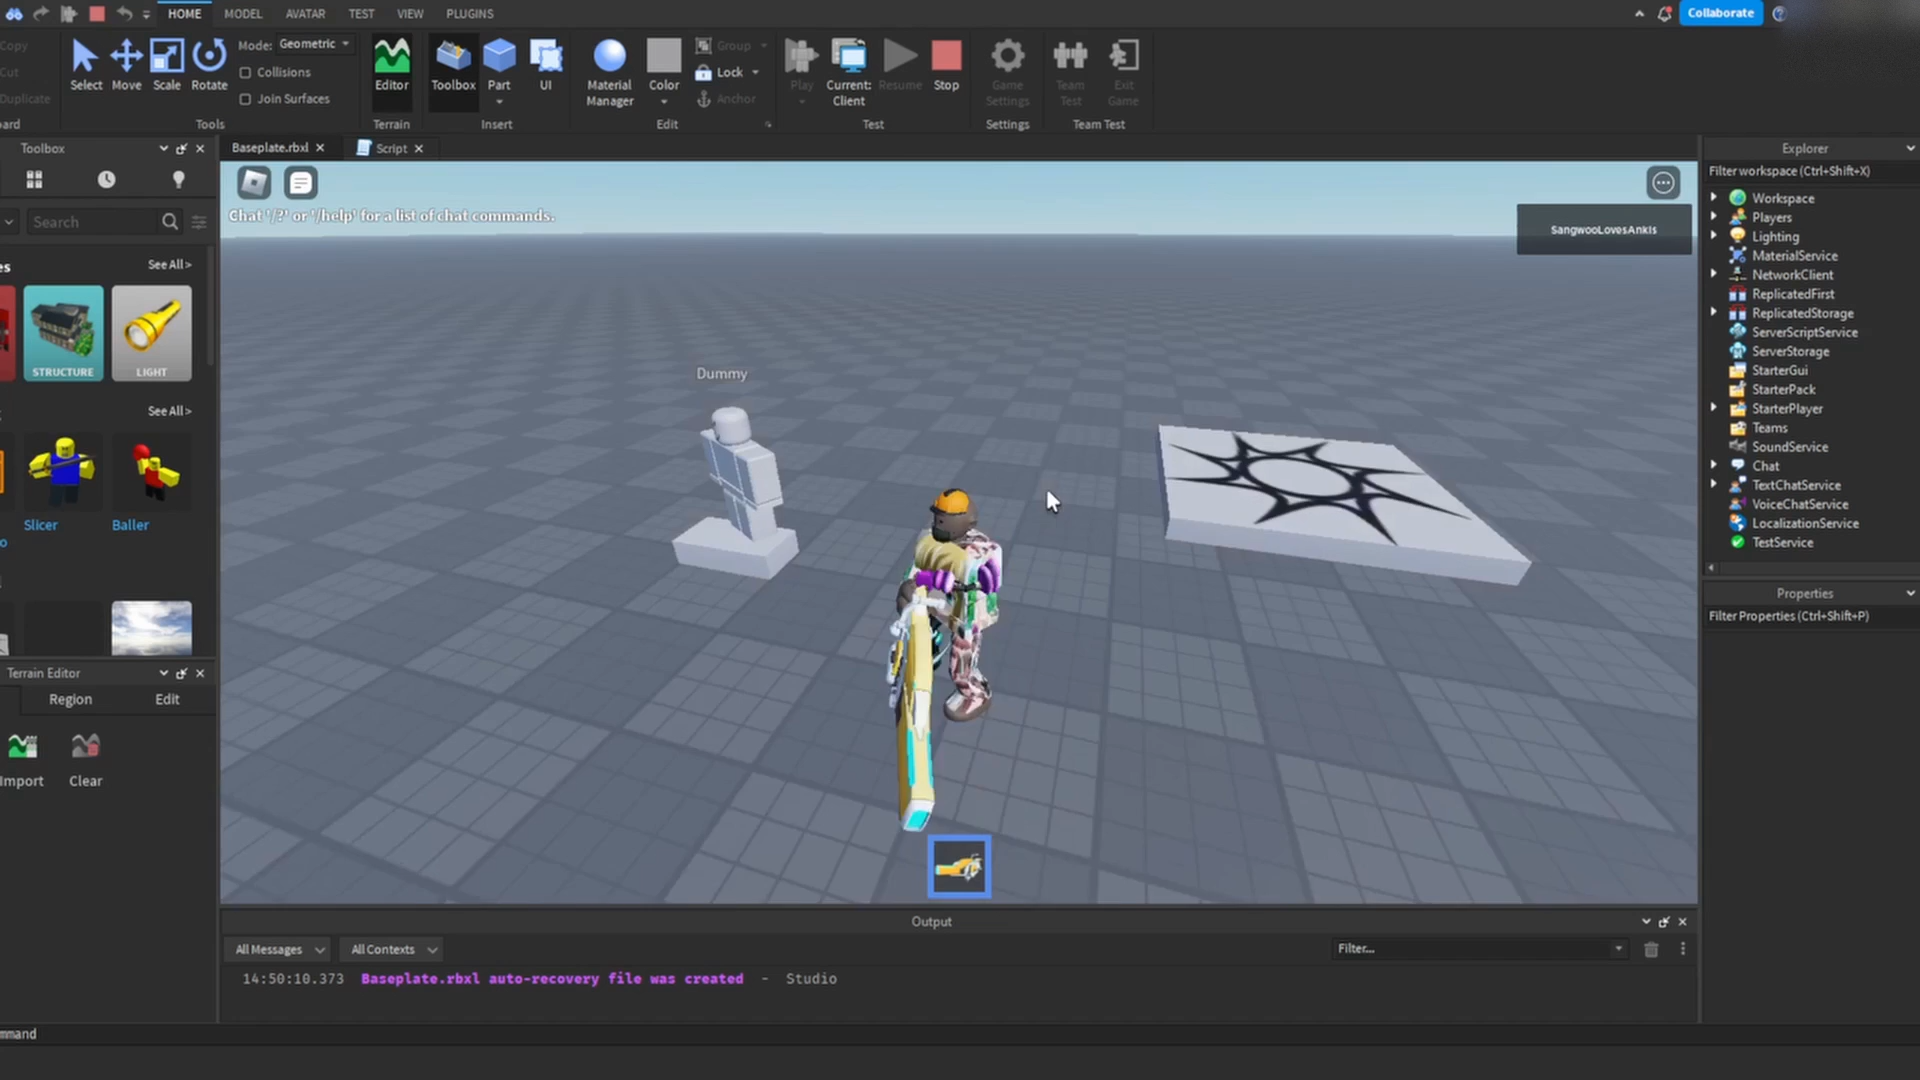 HOME MODEL AVATAR TEST VIEW PLUGINS
Collaborate
Copy
Cut
Duplicate
Select Move Scale Rotate
Mode: Geometric
Collisions
Join Surfaces
Tools
Editor
Terrain
Toolbox Part UI
Insert
Material Manager
Color
Group
Lock
Anchor
Edit
Play
Current: Client
Resume Stop
Test
Game Settings
Settings
Team Test
Exit Game
Team Test
Toolbox
Baseplate.rbxl
Script
Explorer
Filter workspace (Ctrl+Shift+X)
Search
See All >
STRUCTURE
LIGHT
See All >
Slicer
Baller
Terrain Editor
Region Edit
Import Clear
Chat '/?' or '/help' for a list of chat commands.
SangwooLovesAnkis
Dummy
Workspace
Players
Lighting
MaterialService
NetworkClient
ReplicatedFirst
ReplicatedStorage
ServerScriptService
ServerStorage
StarterGui
StarterPack
StarterPlayer
Teams
SoundService
Chat
TextChatService
VoiceChatService
LocalizationService
TestService
Properties
Filter Properties (Ctrl+Shift+P)
Output
All Messages All Contexts Filter...
14:50:10.373 Baseplate.rbxl auto-recovery file was created - Studio
mmand